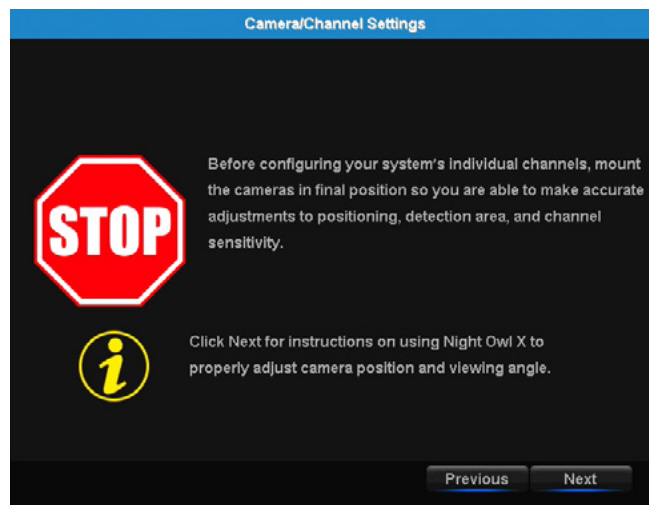 Camera/Channel Settings
Before configuring your system's individual channels, mount
the cameras in final position so you are able to make accurate
adjustments to positioning, detection area, and channel
sensitivity.
STOP
Click Next for instructions on using Night Owl X to
properly adjust camera position and viewing angle.
i
Previous
Next